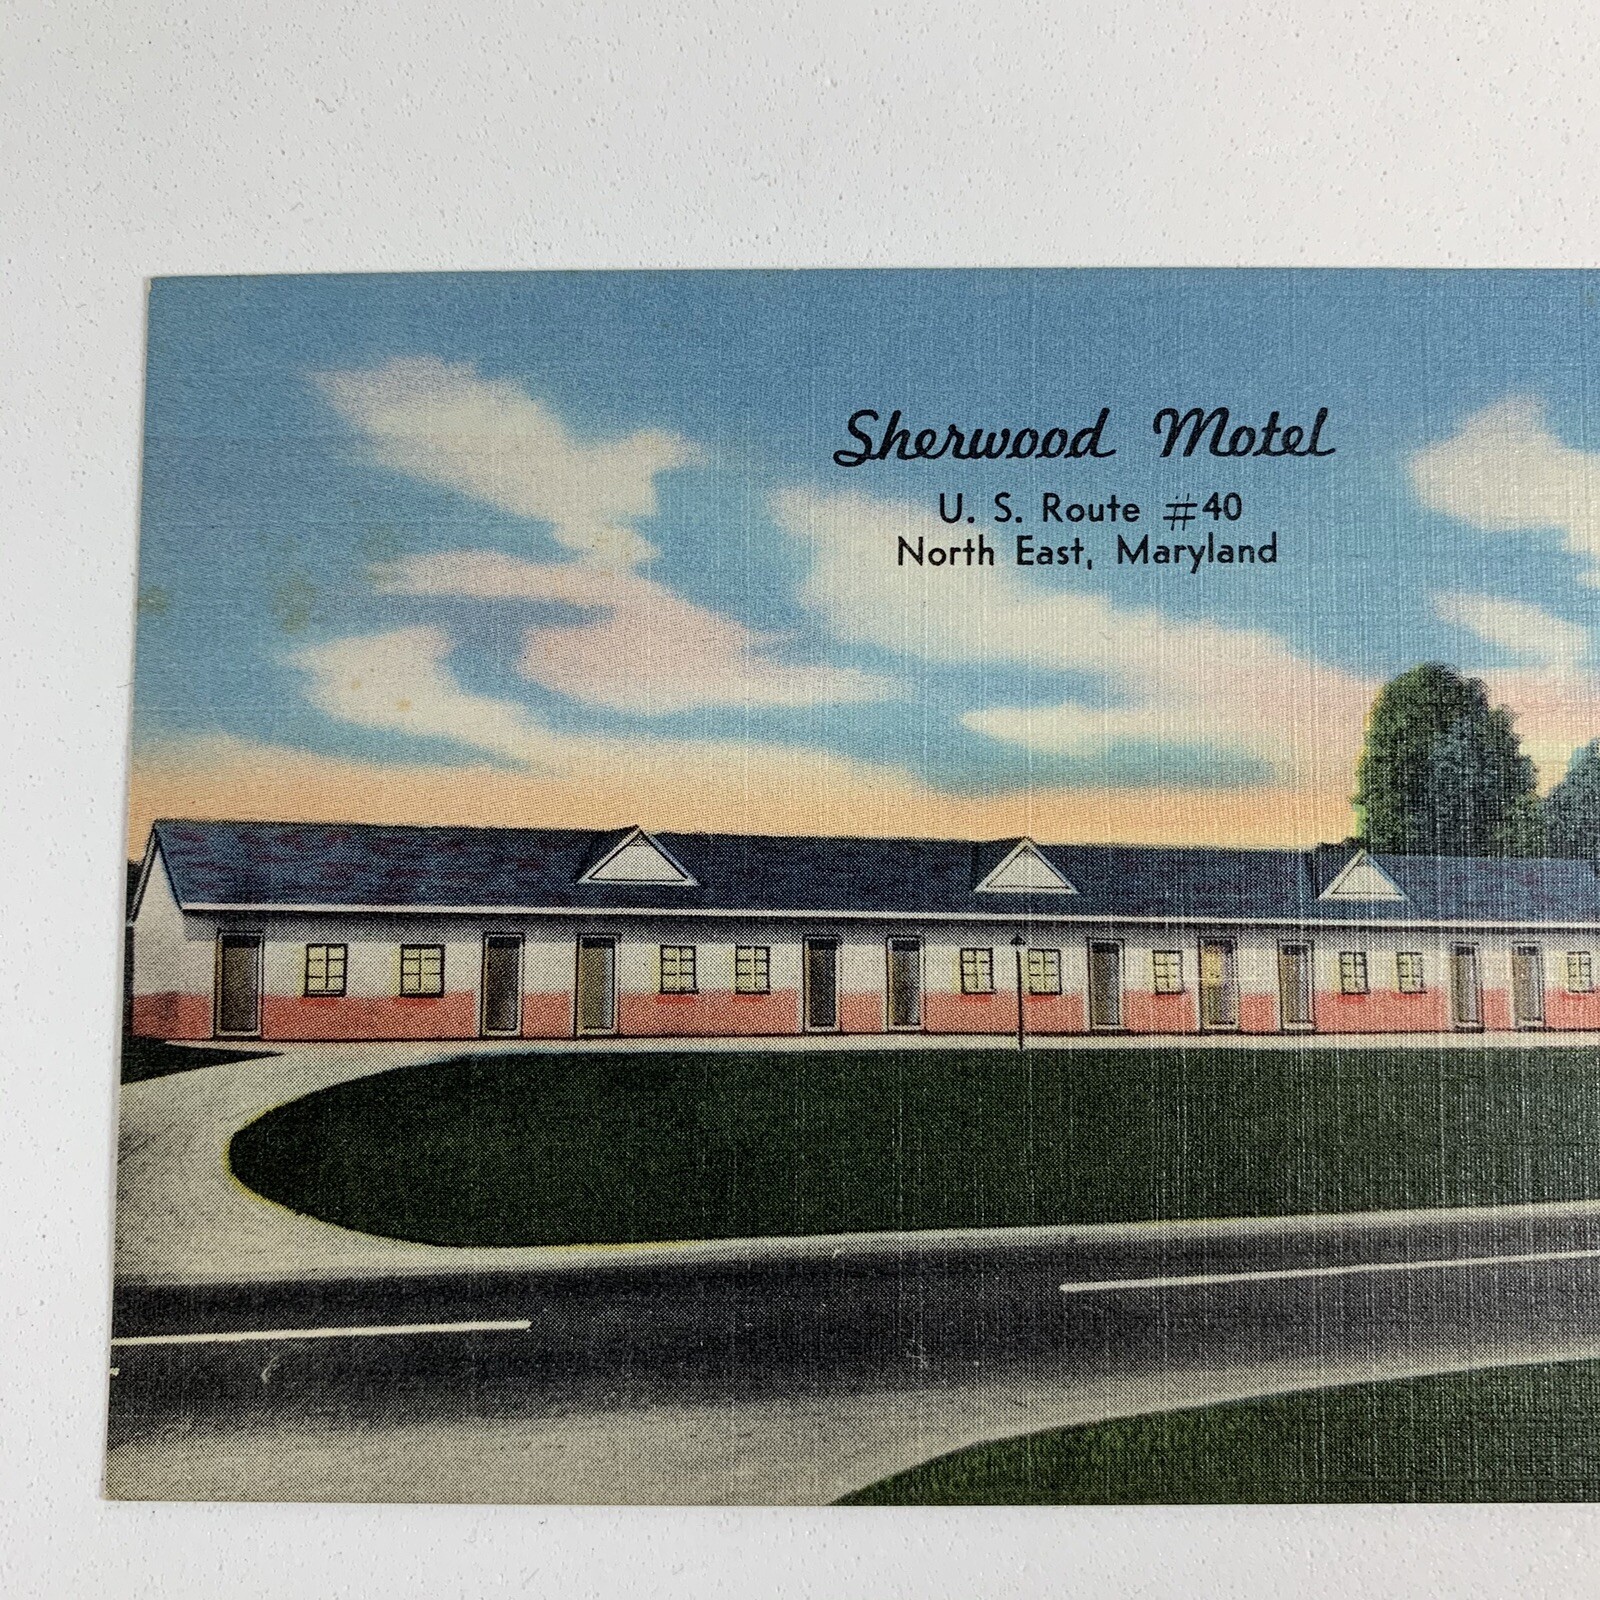 Sherwood Motel
U. S. Route #40
North East, Maryland